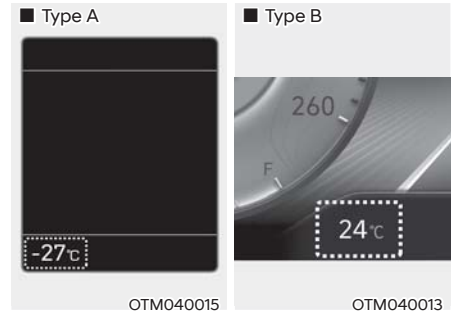 ■ Type A
-27℃
OTM040015
■ Type B
260
F
24℃
OTM040013